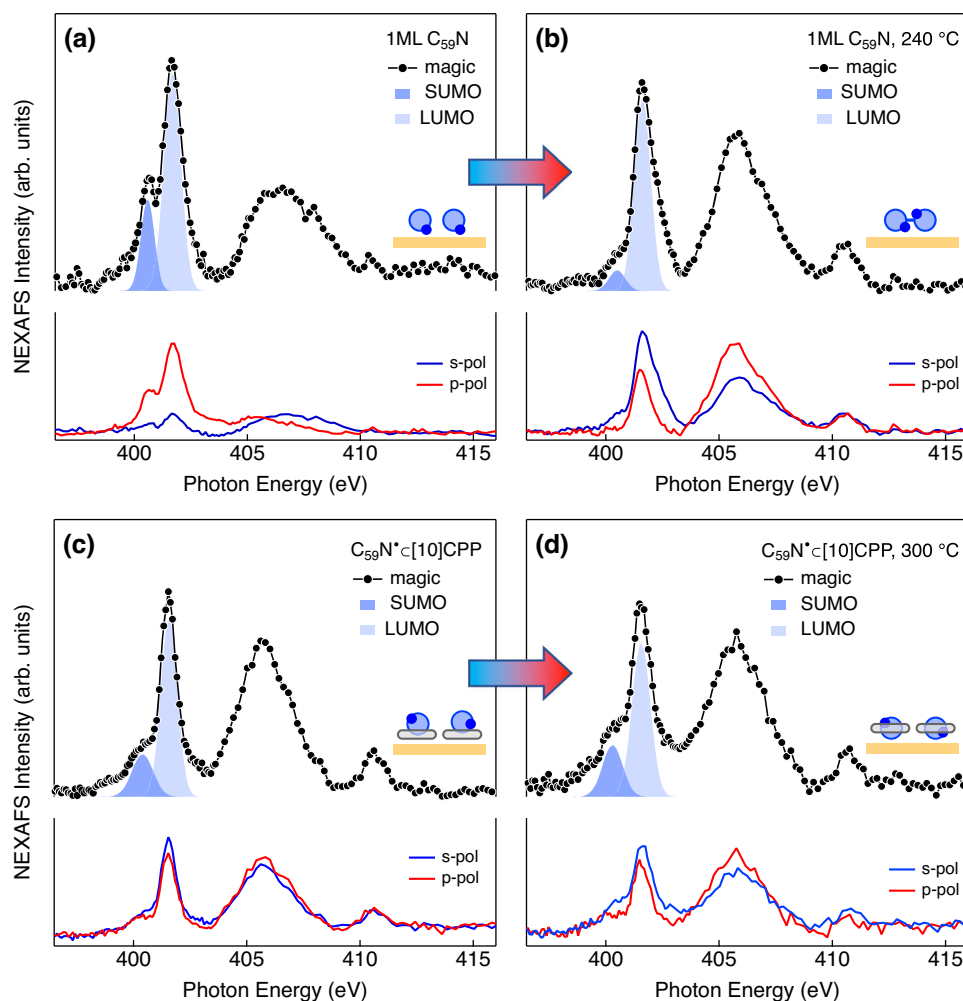 NEXAFS Intensity (arb. units)
(a)
1ML C₅₉N
magic
SUMO
LUMO
s-pol
p-pol
400
405
410
415
Photon Energy (eV)
(b)
1ML C₅₉N, 240 °C
magic
SUMO
LUMO
s-pol
p-pol
400
405
410
415
Photon Energy (eV)
NEXAFS Intensity (arb. units)
(c)
C₅₉N•⊂[10]CPP
magic
SUMO
LUMO
s-pol
p-pol
400
405
410
415
Photon Energy (eV)
(d)
C₅₉N•⊂[10]CPP, 300 °C
magic
SUMO
LUMO
s-pol
p-pol
400
405
410
415
Photon Energy (eV)